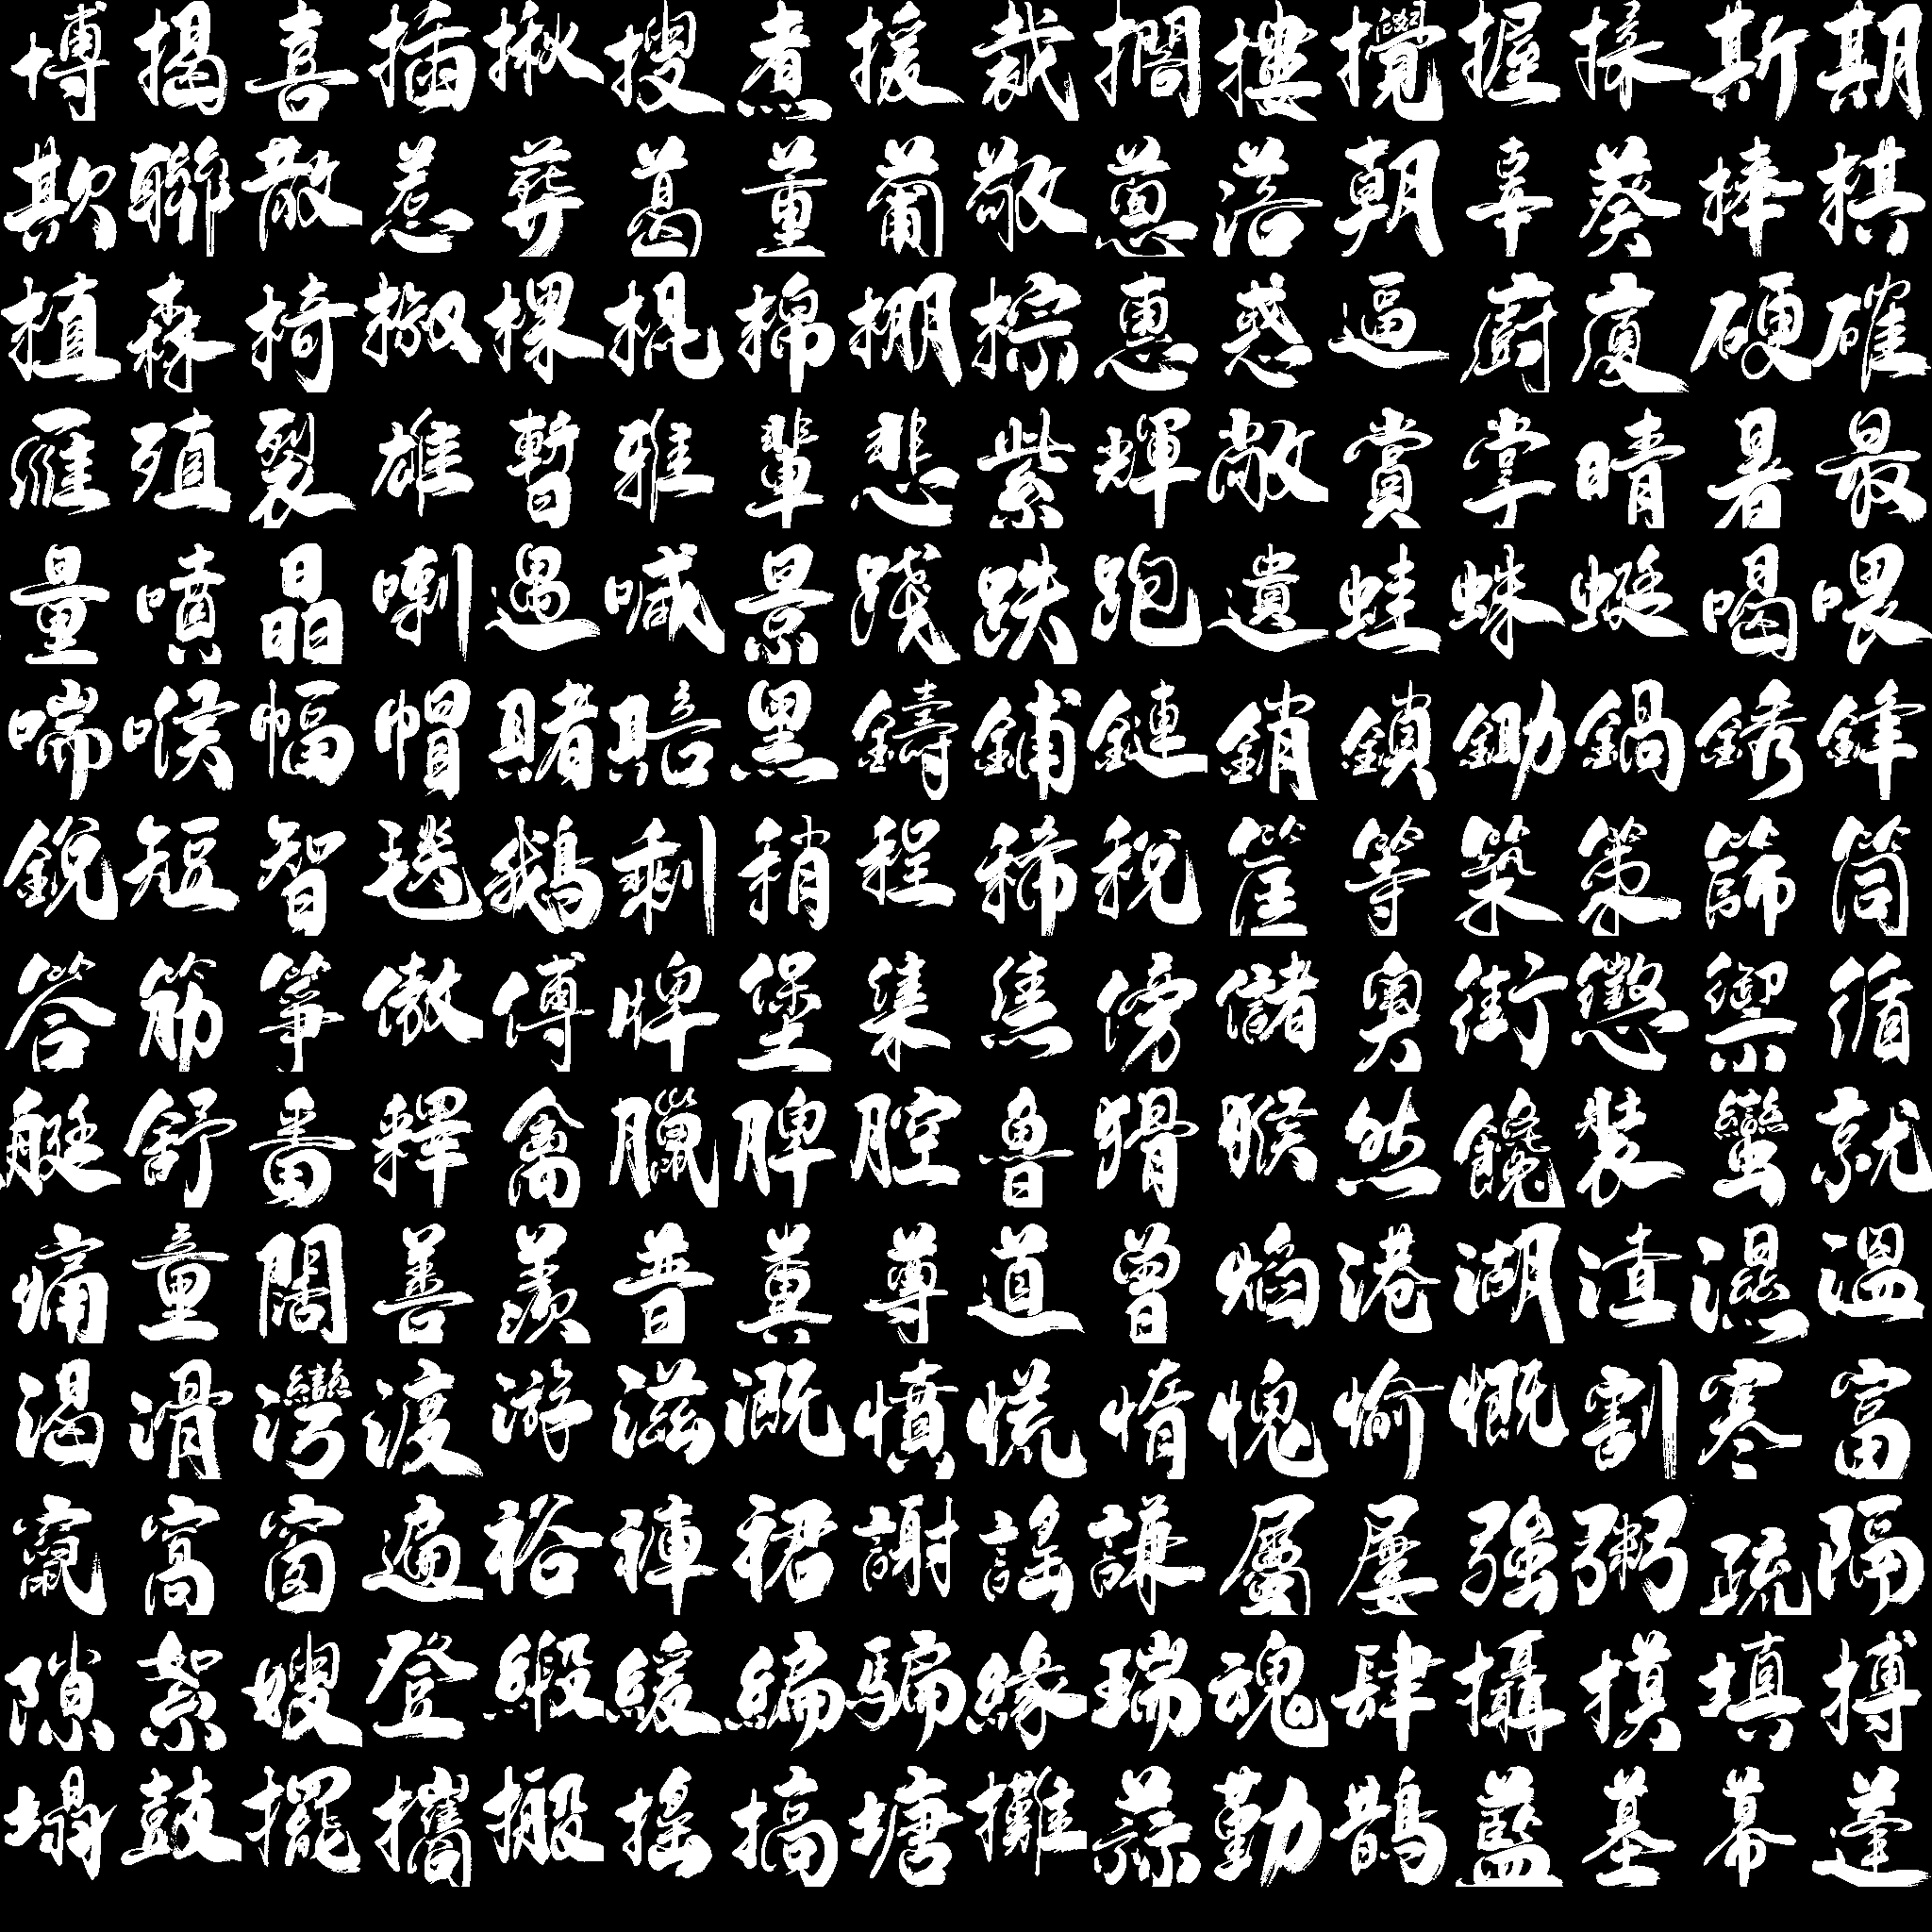 博揭喜插揪搜煮援裁擱摟攪握揉斯期
欺聯散惹葬葛董葡敬蔥落朝辜葵棒棋
植森椅撤棵棍棉棚棕惠惑逼廚廈硬確
雁殖裂雄暫雅輩悲紫輝敞賞掌晴暑最
量噴晶喇遇喊景踐跌跑遺蛙蛛蜓喝喂
喘喉幅帽賭賠黑鑄鋪鏈銷鎖鋤鍋銹鋒
銳短智毯鵝剩稍程稀稅筐等築策篩筒
答筋箏傲傅牌堡集焦傍儲奧街懲禦循
艇舒番釋禽臘脾腔魯猾猴然饞裝蠻就
痛童闊善羨普糞尊道曾焰港湖渣濕溫
渴滑灣渡游滋溉憤慌惰愧愉慨割寒富
竄窩窗遍裕褲裙謝謠謙屬屢強粥疏隔
隙絮嫂登緞緩編騙緣瑞魂肆攝摸填搏
塌鼓擺攜搬搖搞塘攤蒜勤鵲藍墓幕蓬